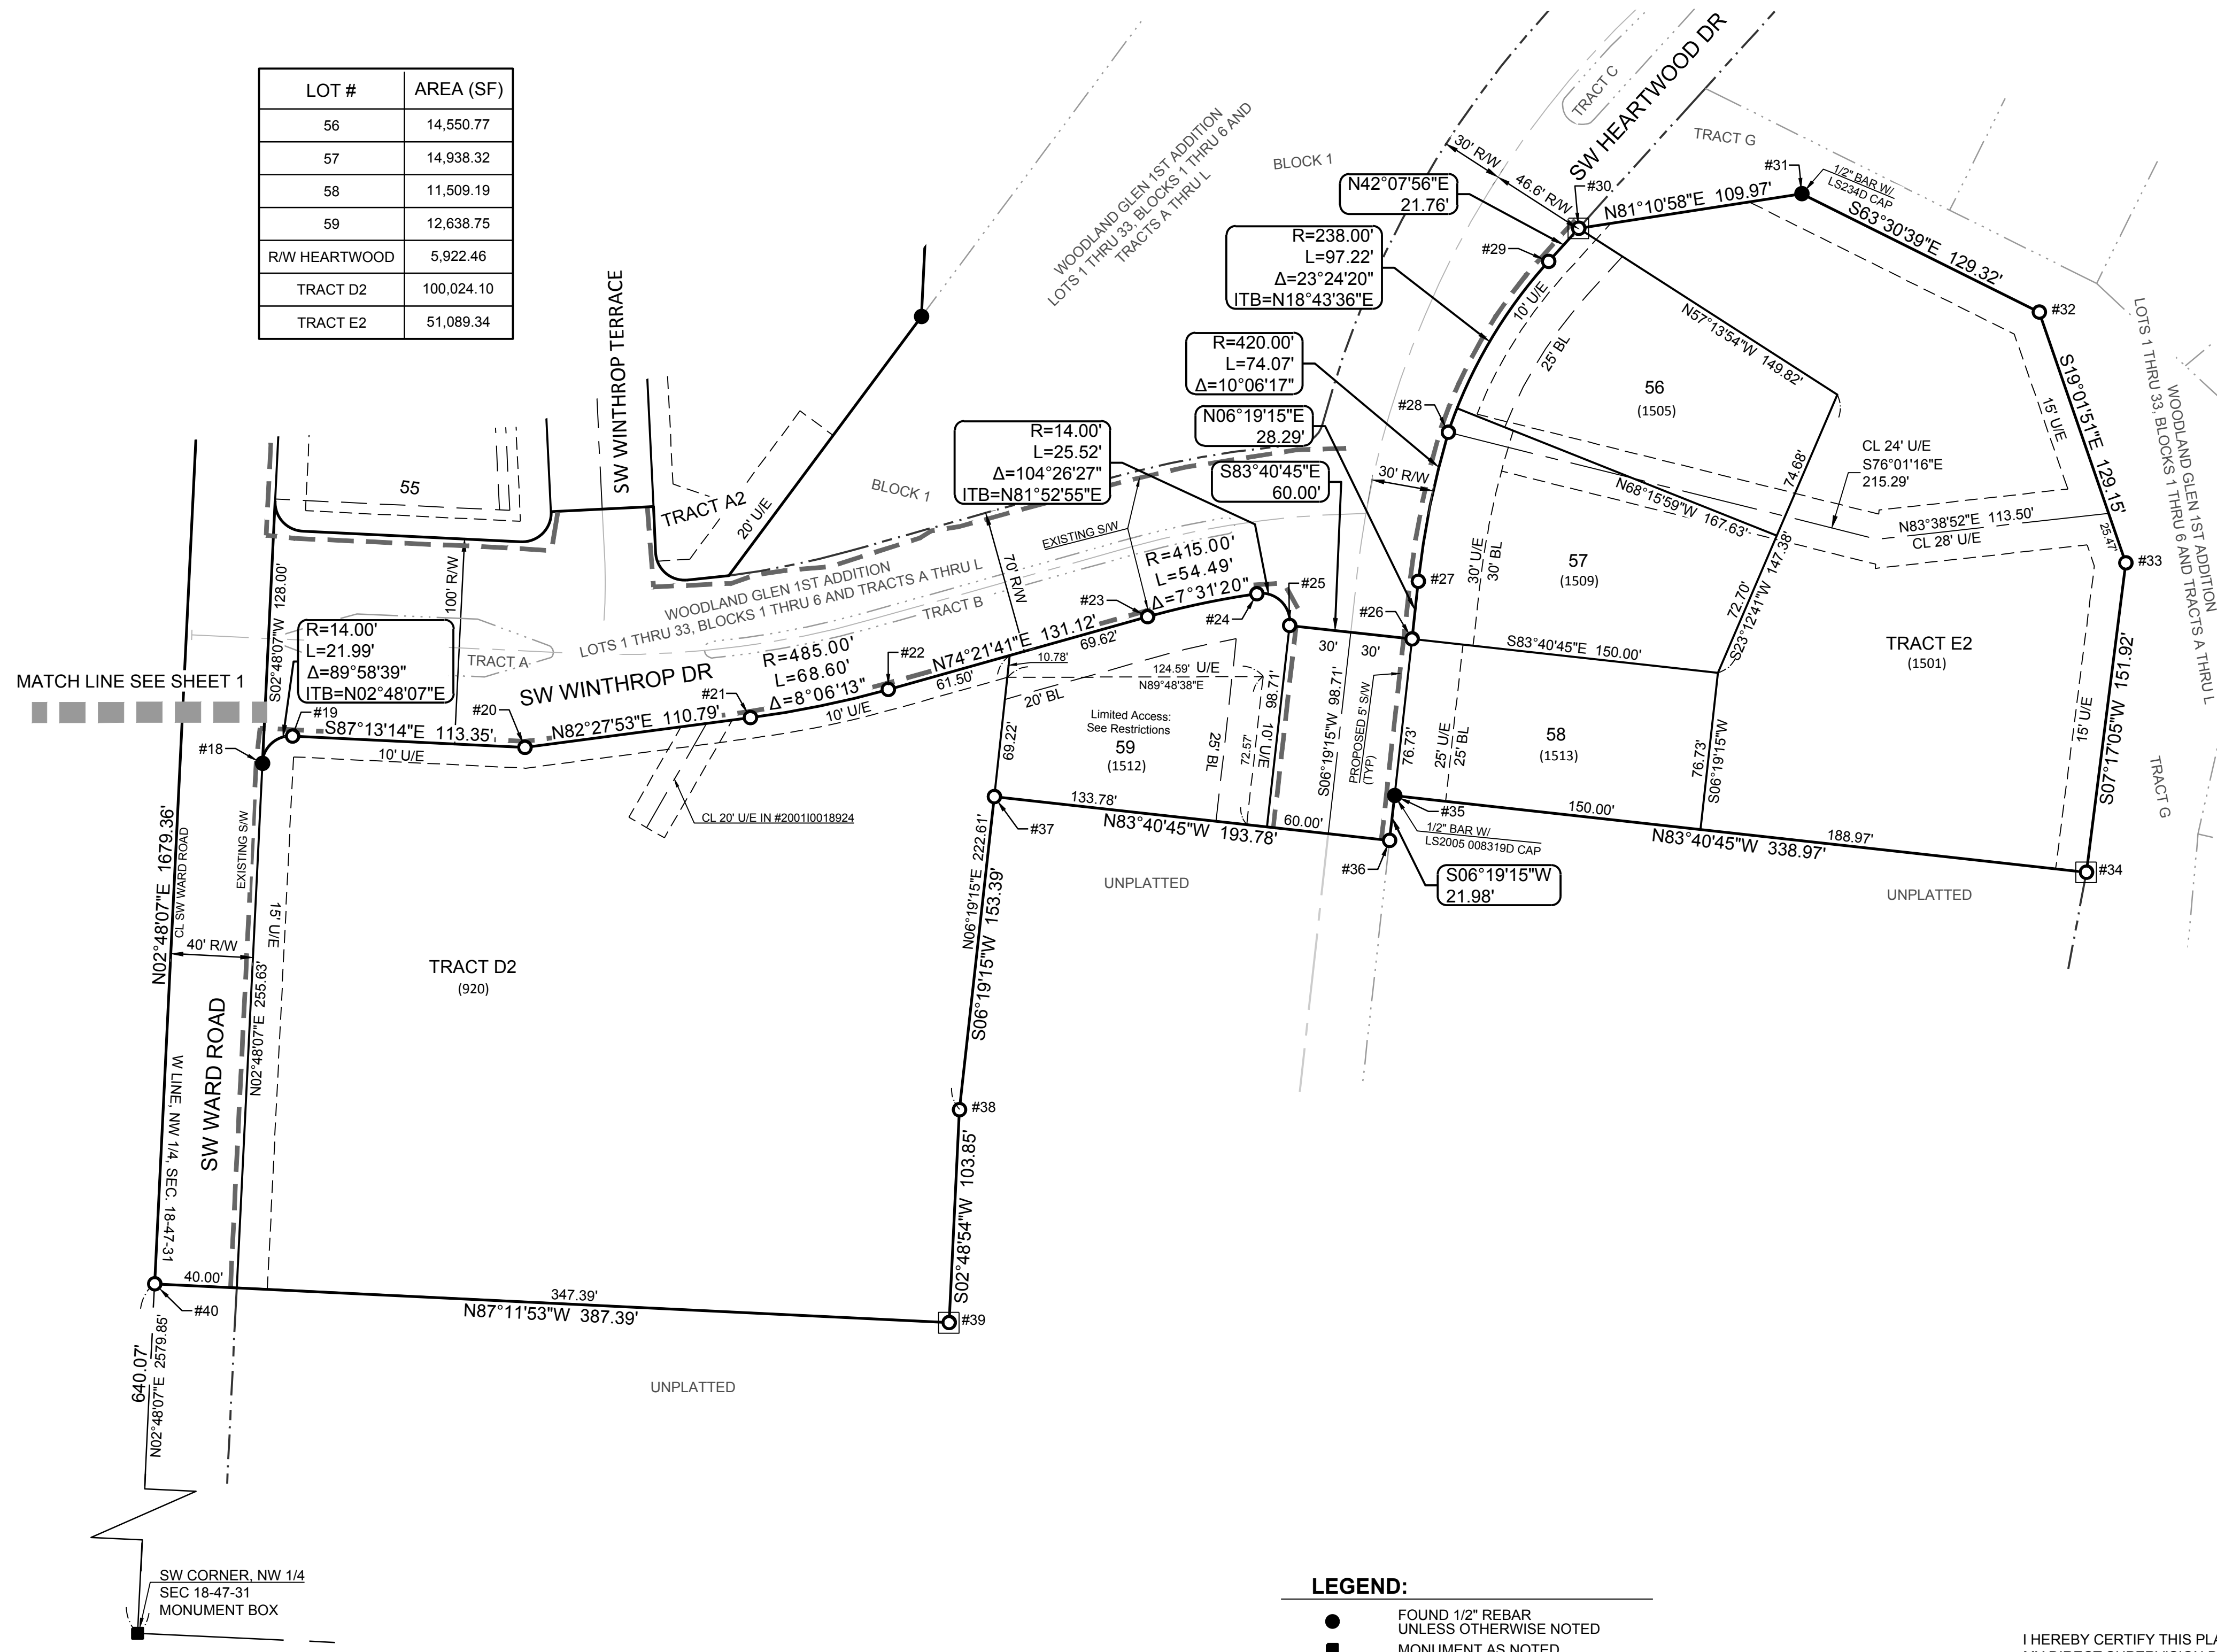 LOT # AREA (SF)
56 14,550.77
57 14,938.32
58 11,509.19
59 12,638.75
R/W HEARTWOOD 5,922.46
TRACT D2 100,024.10
TRACT E2 51,089.34
SW HEARTWOOD DR
TRACT C
TRACT G
BLOCK 1
WOODLAND GLEN 1ST ADDITION
LOTS 1 THRU 33, BLOCKS 1 THRU 6 AND
TRACTS A THRU L
30' R/W
46.6' R/W
#30
#31
1/2" BAR W/
LS234D CAP
N81°10'58"E 109.97'
S63°30'39"E 129.32'
#32
N42°07'56"E
21.76'
#29
R=238.00'
L=97.22'
Δ=23°24'20"
ITB=N18°43'36"E
10' U/E
25' BL
N57°13'54"W 149.82'
56
(1505)
LOTS 1 THRU 33, BLOCKS 1 THRU 6 AND TRACTS A THRU L
WOODLAND GLEN 1ST ADDITION
S19°01'51"E 129.15'
15' U/E
25.47'
R=420.00'
L=74.07'
Δ=10°06'17"
#28
N06°19'15"E
28.29'
R=14.00'
L=25.52'
Δ=104°26'27"
ITB=N81°52'55"E
S83°40'45"E
60.00'
30' R/W
74.68'
CL 24' U/E
S76°01'16"E
215.29'
N68°15'59"W 167.63'
N83°38'52"E 113.50'
CL 28' U/E
#33
SW WINTHROP TERRACE
55
TRACT A2
20' U/E
BLOCK 1
EXISTING S/W
70' R/W
R=415.00'
L=54.49'
Δ=7°31'20"
#25
#27
30' U/E
30' BL
57
(1509)
72.70'
S23°12'41"W 147.38'
100' R/W
S02°48'07"W 128.00'
WOODLAND GLEN 1ST ADDITION
LOTS 1 THRU 33, BLOCKS 1 THRU 6 AND TRACTS A THRU L
TRACT B
#23
#24
#26
R=14.00'
L=21.99'
Δ=89°58'39"
ITB=N02°48'07"E
TRACT A
SW WINTHROP DR
R=485.00'
L=68.60'
Δ=8°06'13"
#22
N74°21'41"E 131.12'
69.62'
61.50'
10.78'
124.59' U/E
N89°48'38"E
20' BL
30' 30'
S83°40'45"E 150.00'
TRACT E2
(1501)
MATCH LINE SEE SHEET 1
#18
#19
S87°13'14"E 113.35'
#20
N82°27'53"E 110.79'
#21
10' U/E
10' U/E
CL 20' U/E IN #2001I0018924
69.22'
Limited Access:
See Restrictions
59
(1512)
25' BL
72.57'
98.71'
10' U/E
S06°19'15"W 98.71'
PROPOSED 5' S/W
(TYP)
76.73'
25' U/E
25' BL
58
(1513)
76.73'
S06°19'15"W
15' U/E
S07°17'05"W 151.92'
TRACT G
133.78'
N83°40'45"W 193.78'
60.00'
#37
#35
1/2" BAR W/
LS2005 008319D CAP
#36
S06°19'15"W
21.98'
150.00'
N83°40'45"W 338.97'
188.97'
#34
UNPLATTED
UNPLATTED
N02°48'07"E 1679.36'
CL SW WARD ROAD
EXISTING S/W
40' R/W
15' U/E
N02°48'07"E 255.63'
SW WARD ROAD
W LINE, NW 1/4, SEC. 18-47-31
TRACT D2
(920)
N06°19'15"E 222.61'
S06°19'15"W 153.39'
#38
S02°48'54"W 103.85'
#39
40.00'
#40
347.39'
N87°11'53"W 387.39'
UNPLATTED
640.07'
N02°48'07"E 2579.85'
SW CORNER, NW 1/4
SEC 18-47-31
MONUMENT BOX
LEGEND:
FOUND 1/2" REBAR
UNLESS OTHERWISE NOTED
MONUMENT AS NOTED
I HEREBY CERTIFY THIS PLA